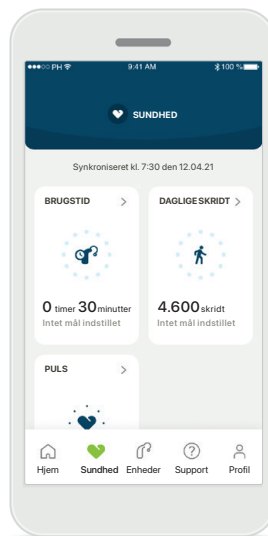 PH 9:41 AM 100 %
SUNDHED
Synkroniseret kl. 7:30 den 12.04.21
BRUGSTID > DAGLIGE SKRIDT >
0 timer 30 minutter 4.600 skridt
Intet mål indstillet Intet mål indstillet
PULS >
Hjem Sundhed Enheder Support Profil